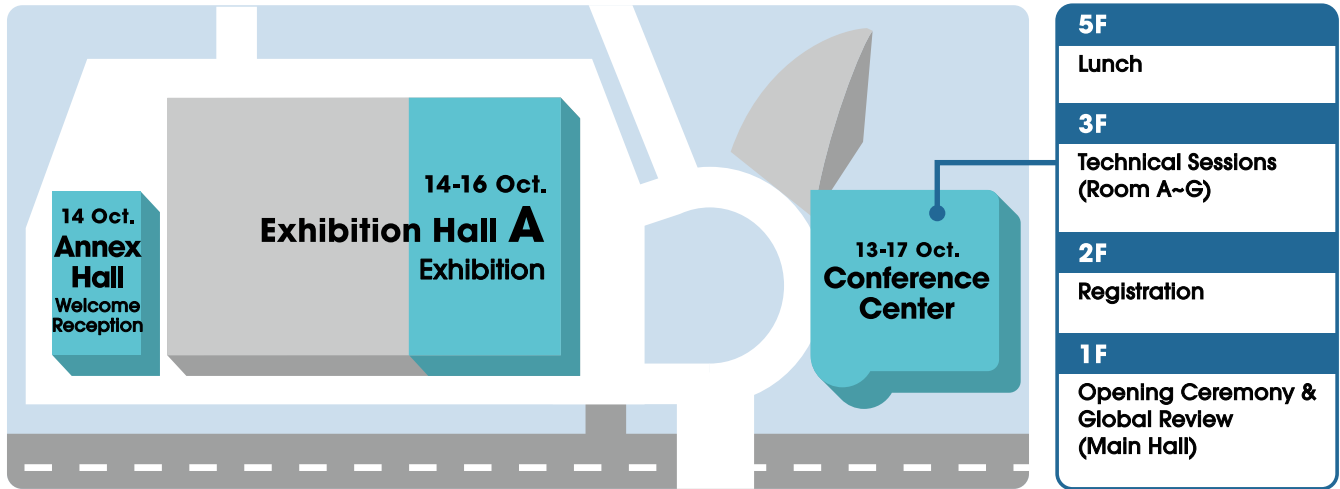 14 Oct.
Annex
Hall
Welcome
Reception
14-16 Oct.
Exhibition Hall A
Exhibition
13-17 Oct.
Conference
Center
5F
Lunch
3F
Technical Sessions
(Room A~G)
2F
Registration
1F
Opening Ceremony &
Global Review
(Main Hall)